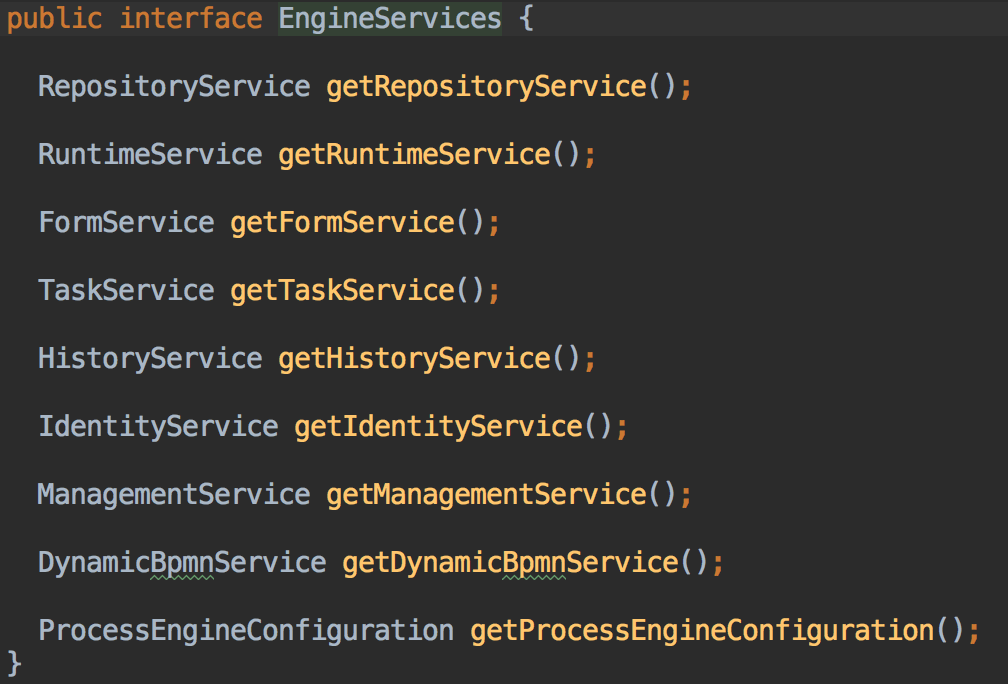 public interface EngineServices {
RepositoryService getRepositoryService();
RuntimeService getRuntimeService();
FormService getFormService();
TaskService getTaskService();
HistoryService getHistoryService();
IdentityService getIdentityService();
ManagementService getManagementService();
DynamicBpmnService getDynamicBpmnService();
ProcessEngineConfiguration getProcessEngineConfiguration();
}